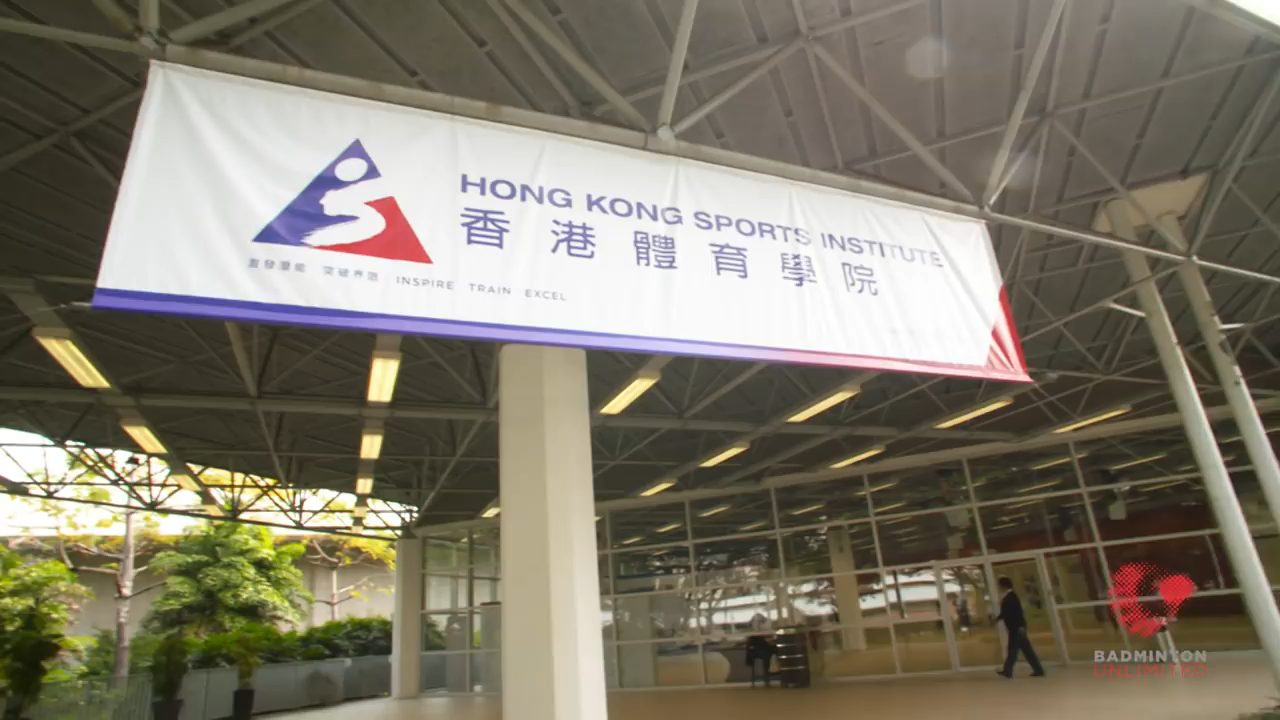 HONG KONG SPORTS INSTITUTE
香港體育學院
激發潛能 突破界限 INSPIRE TRAIN EXCEL
BADMINTON
UNLIMITED